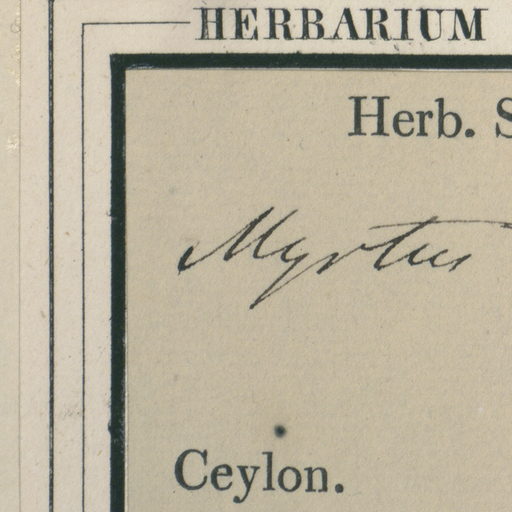 HERBARIUM
Herb. S
Myrtus
Ceylon.